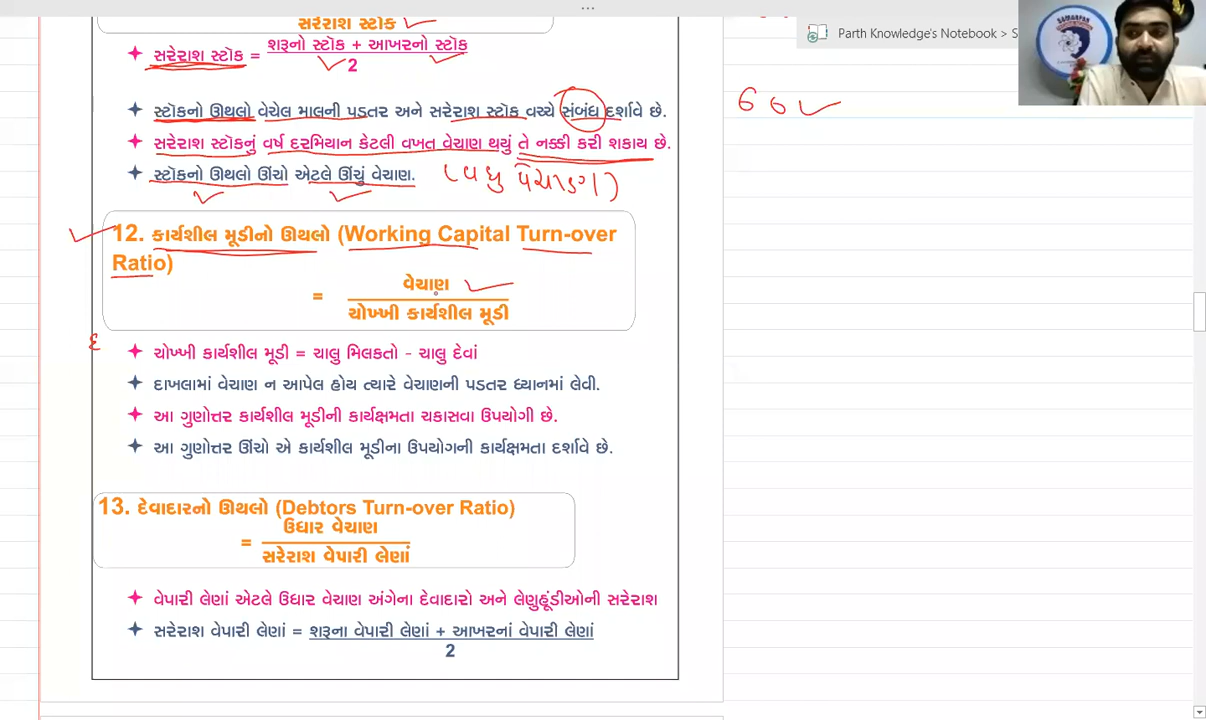 સરેરાશ સ્ટૉક
Parth Knowledge's Notebook > S
SAMARPAN
સરેરાશ સ્ટૉક = શરૂનો સ્ટૉક + આખરનો સ્ટૉક
2
સ્ટૉકનો ઊથલો વેચેલ માલની પડતર અને સરેરાશ સ્ટૉક વચ્ચે સંબંધ દર્શાવે છે.
સરેરાશ સ્ટૉકનું વર્ષ દરમિયાન કેટલી વખત વેચાણ થયું તે નક્કી કરી શકાય છે.
સ્ટૉકનો ઊથલો ઊંચો એટલે ઊંચું વેચાણ. (વધુ વેચાણ)
12. કાર્યશીલ મૂડીનો ઊથલો (Working Capital Turn-over
Ratio)
= વેચાણ
ચોખ્ખી કાર્યશીલ મૂડી
ચોખ્ખી કાર્યશીલ મૂડી = ચાલુ મિલકતો - ચાલુ દેવાં
દાખલામાં વેચાણ ન આપેલ હોય ત્યારે વેચાણની પડતર ધ્યાનમાં લેવી.
આ ગુણોત્તર કાર્યશીલ મૂડીની કાર્યક્ષમતા ચકાસવા ઉપયોગી છે.
આ ગુણોત્તર ઊંચો એ કાર્યશીલ મૂડીના ઉપયોગની કાર્યક્ષમતા દર્શાવે છે.
13. દેવાદારનો ઊથલો (Debtors Turn-over Ratio)
= ઉધાર વેચાણ
સરેરાશ વેપારી લેણાં
વેપારી લેણાં એટલે ઉધાર વેચાણ અંગેના દેવાદારો અને લેણુહૂંડીઓની સરેરાશ
સરેરાશ વેપારી લેણાં = શરૂના વેપારી લેણાં + આખરનાં વેપારી લેણાં
2